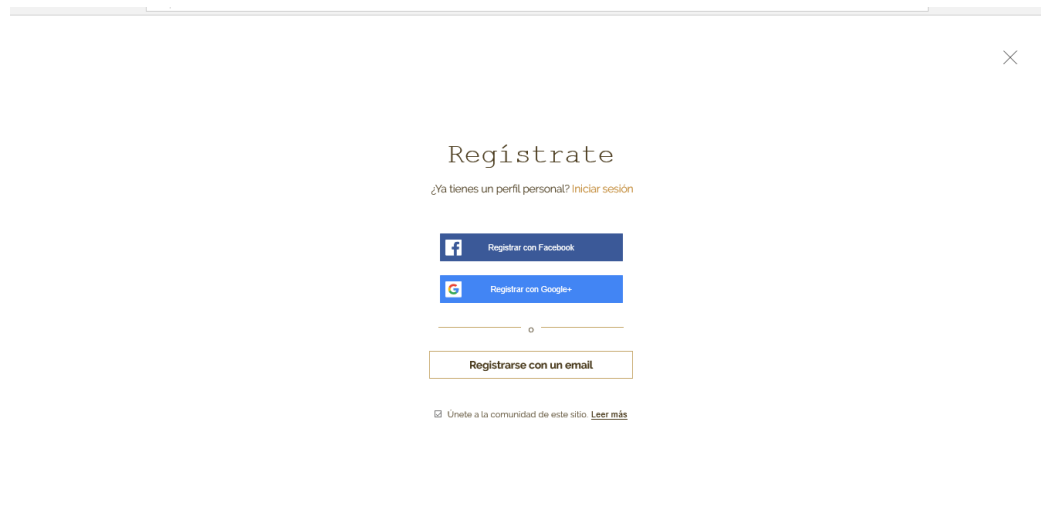 Regístrate
¿Ya tienes un perfil personal? Iniciar sesión
Registrar con Facebook
Registrar con Google+
o
Registrarse con un email
Únete a la comunidad de este sitio. Leer más